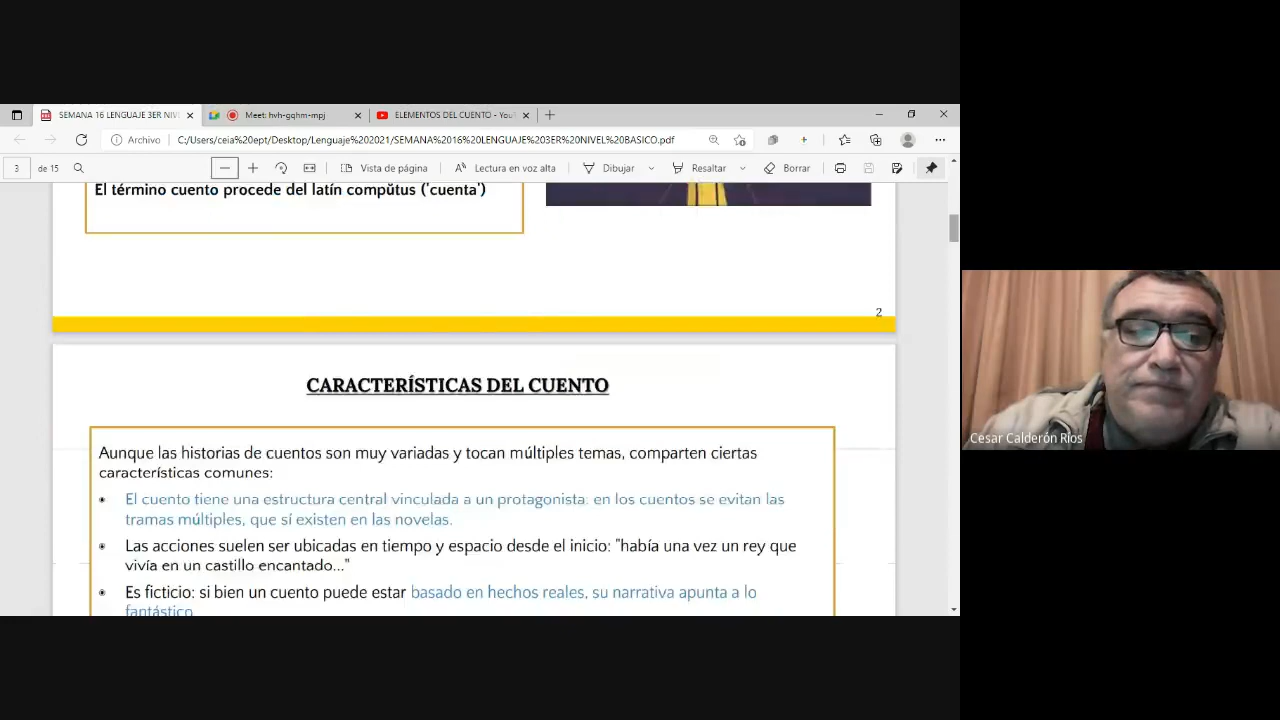 SEMANA 16 LENGUAJE 3ER NIV
Meet: hvh-gqhm-mpj
ELEMENTOS DEL CUENTO - You
Archivo
C:/Users/ceia%20ept/Desktop/Lenguaje%202021/SEMANA%2016%20LENGUAJE%203ER%20NIVEL%20BASICO.pdf
3 de 15
Vista de página
Lectura en voz alta
Dibujar
Resaltar
Borrar
El término cuento procede del latín compŭtus ('cuenta')
2
CARACTERÍSTICAS DEL CUENTO
Aunque las historias de cuentos son muy variadas y tocan múltiples temas, comparten ciertas
características comunes:
El cuento tiene una estructura central vinculada a un protagonista: en los cuentos se evitan las
tramas múltiples, que sí existen en las novelas.
Las acciones suelen ser ubicadas en tiempo y espacio desde el inicio: "había una vez un rey que
vivía en un castillo encantado..."
Es ficticio: si bien un cuento puede estar basado en hechos reales, su narrativa apunta a lo
fantástico
Cesar Calderón Rios